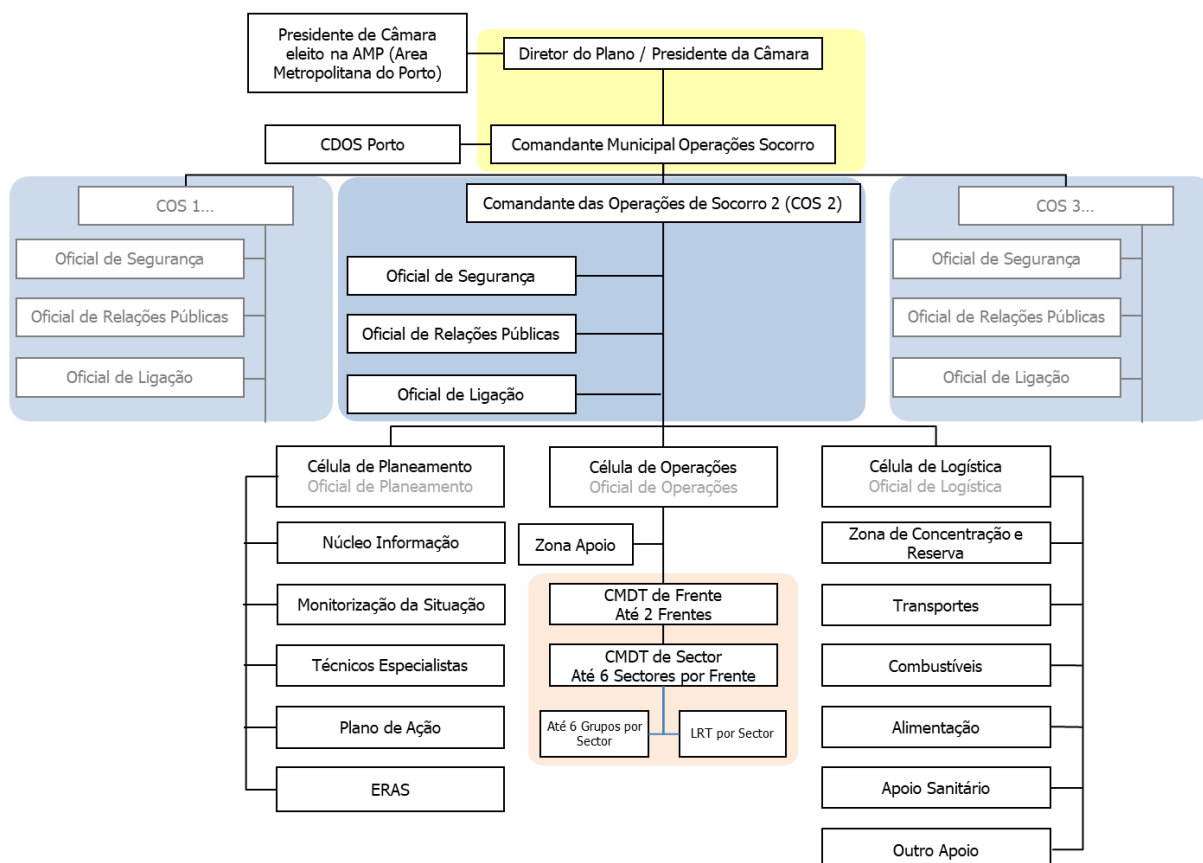 Presidente de Câmara
eleito na AMP (Area
Metropolitana do Porto)
Diretor do Plano / Presidente da Câmara
CDOS Porto
Comandante Municipal Operações Socorro
COS 1...
Oficial de Segurança
Oficial de Relações Públicas
Oficial de Ligação
Comandante das Operações de Socorro 2 (COS 2)
Oficial de Segurança
Oficial de Relações Públicas
Oficial de Ligação
COS 3...
Oficial de Segurança
Oficial de Relações Públicas
Oficial de Ligação
Célula de Planeamento
Oficial de Planeamento
Núcleo Informação
Monitorização da Situação
Técnicos Especialistas
Plano de Ação
ERAS
Célula de Operações
Oficial de Operações
Zona Apoio
CMDT de Frente
Até 2 Frentes
CMDT de Sector
Até 6 Sectores por Frente
Até 6 Grupos por
Sector
LRT por Sector
Célula de Logística
Oficial de Logística
Zona de Concentração e
Reserva
Transportes
Combustíveis
Alimentação
Apoio Sanitário
Outro Apoio